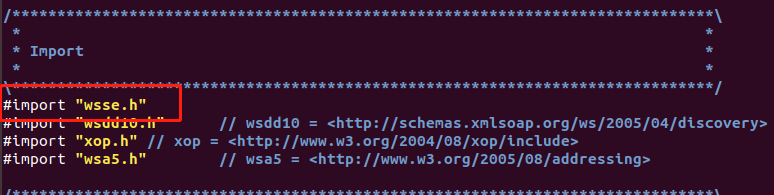 /******************************************************************************\
 *                                                                            *
 * Import                                                                     *
 *                                                                            *
\******************************************************************************/
#import "wsse.h"
#import "wsdd10.h"      // wsdd10 = <http://schemas.xmlsoap.org/ws/2005/04/discovery>
#import "xop.h" // xop = <http://www.w3.org/2004/08/xop/include>
#import "wsa5.h"        // wsa5 = <http://www.w3.org/2005/08/addressing>
/******************************************************************************\